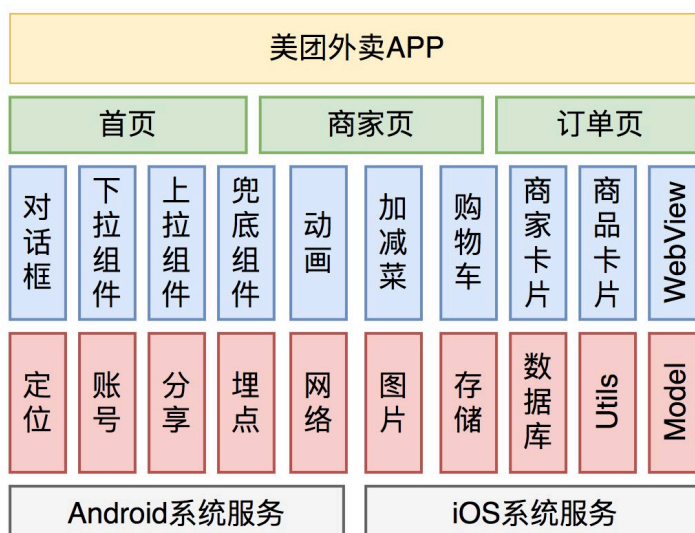 美团外卖APP
首页
商家页
订单页
对话框
下拉组件
上拉组件
兜底组件
动画
加减菜
购物车
商家卡片
商品卡片
WebView
定位
账号
分享
埋点
网络
图片
存储
数据库
Utils
Model
Android系统服务
iOS系统服务